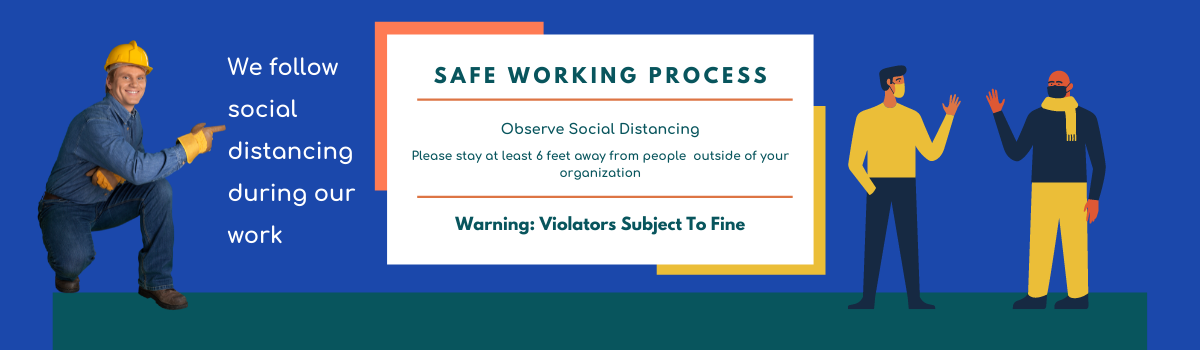 We follow
social
distancing
during our
work
SAFE WORKING PROCESS
Observe Social Distancing
Please stay at least 6 feet away from people outside of your
organization
Warning: Violators Subject To Fine